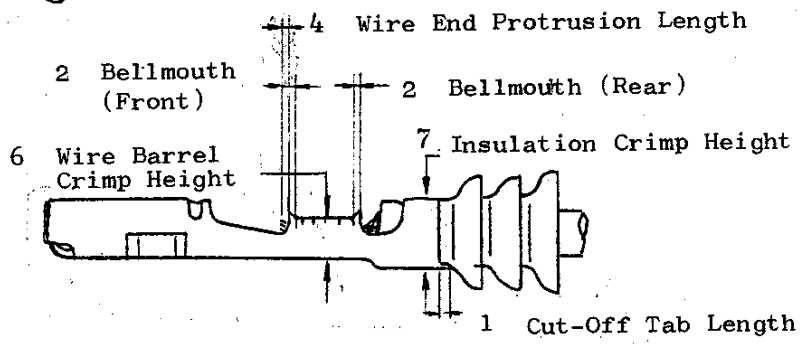 4 Wire End Protrusion Length
2 Bellmouth
(Front)
2 Bellmouth (Rear)
6 Wire Barrel
Crimp Height
7 Insulation Crimp Height
1 Cut-Off Tab Length